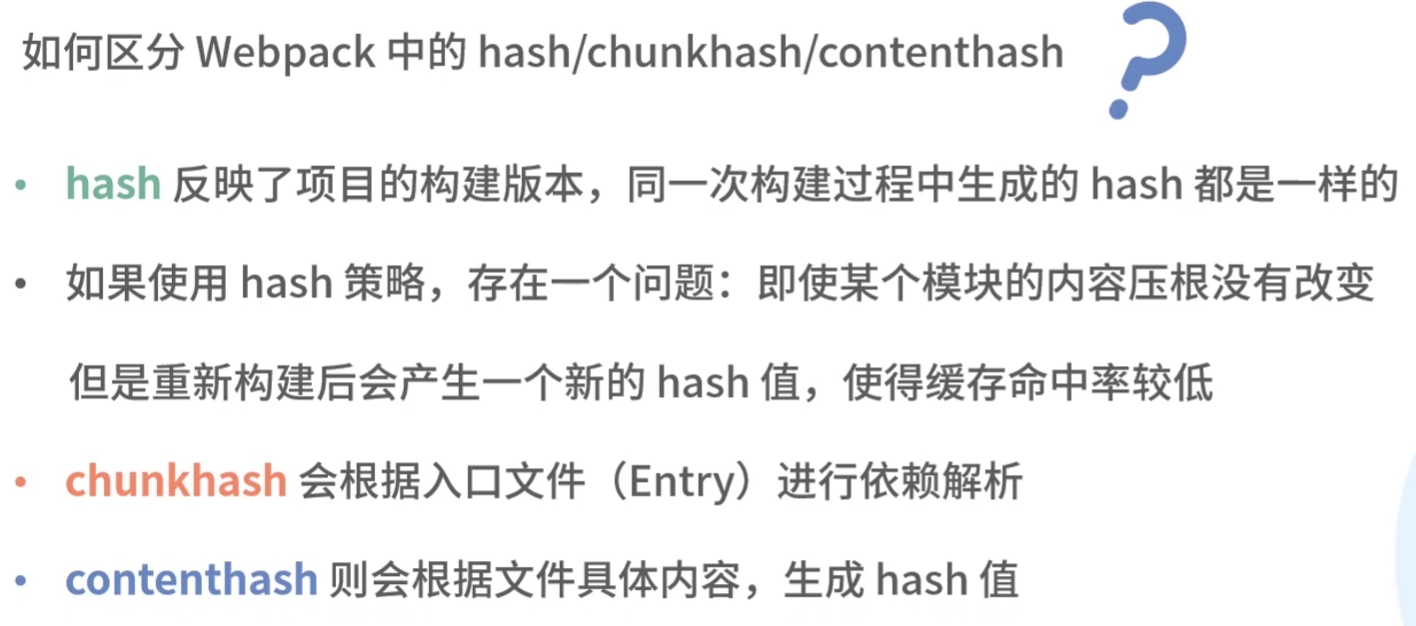 如何区分 Webpack 中的 hash/chunkhash/contenthash
• hash 反映了项目的构建版本，同一次构建过程中生成的 hash 都是一样的
• 如果使用 hash 策略，存在一个问题：即使某个模块的内容压根没有改变
但是重新构建后会产生一个新的 hash 值，使得缓存命中率较低
• chunkhash 会根据入口文件（Entry）进行依赖解析
• contenthash 则会根据文件具体内容，生成 hash 值